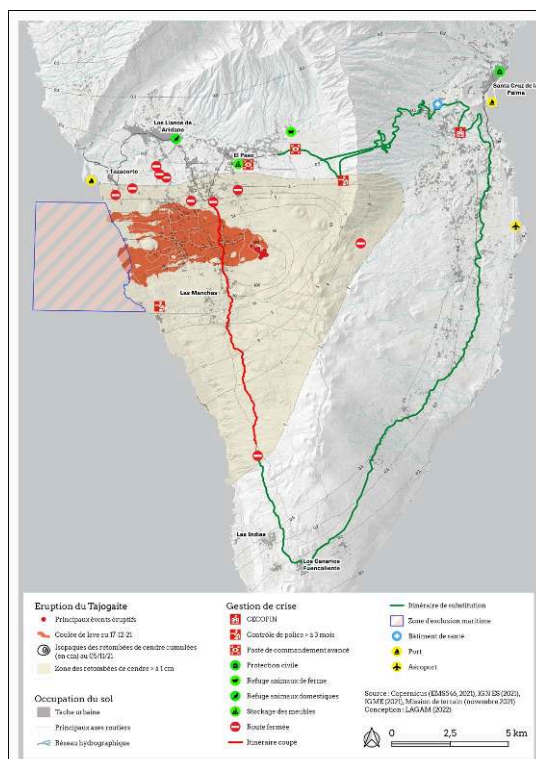 Santa Cruz de la
Palma
Los Llanos de
Aridane
El Paso
Tazacorte
Las Manchas
Las Indias
Los Canarios
Fuencaliente
Eruption du Tajogaite
Principaux évents éruptifs
Coulée de lave au 17-12-21
Isopaques des retombées de cendre cumulées
(en cm) au 05/11/21
Zone des retombées de cendre > à 1 cm
Occupation du sol
Tache urbaine
Principaux axes routiers
Réseau hydrographique
Gestion de crise
CECOPIN
Contrôle de police > à 3 mois
Poste de commandement avancé
Protection civile
Refuge animaux de ferme
Refuge animaux domestiques
Stockage des meubles
Route fermée
Itinéraire coupé
Itinéraire de substitution
Zone d'exclusion maritime
Bâtiment de santé
Port
Aéroport
Source : Copernicus (EMS546, 2021), IGN ES (2021),
IGME (2021), Mission de terrain (novembre 2021)
Conception : LAGAM (2022)
0 2,5 5 km